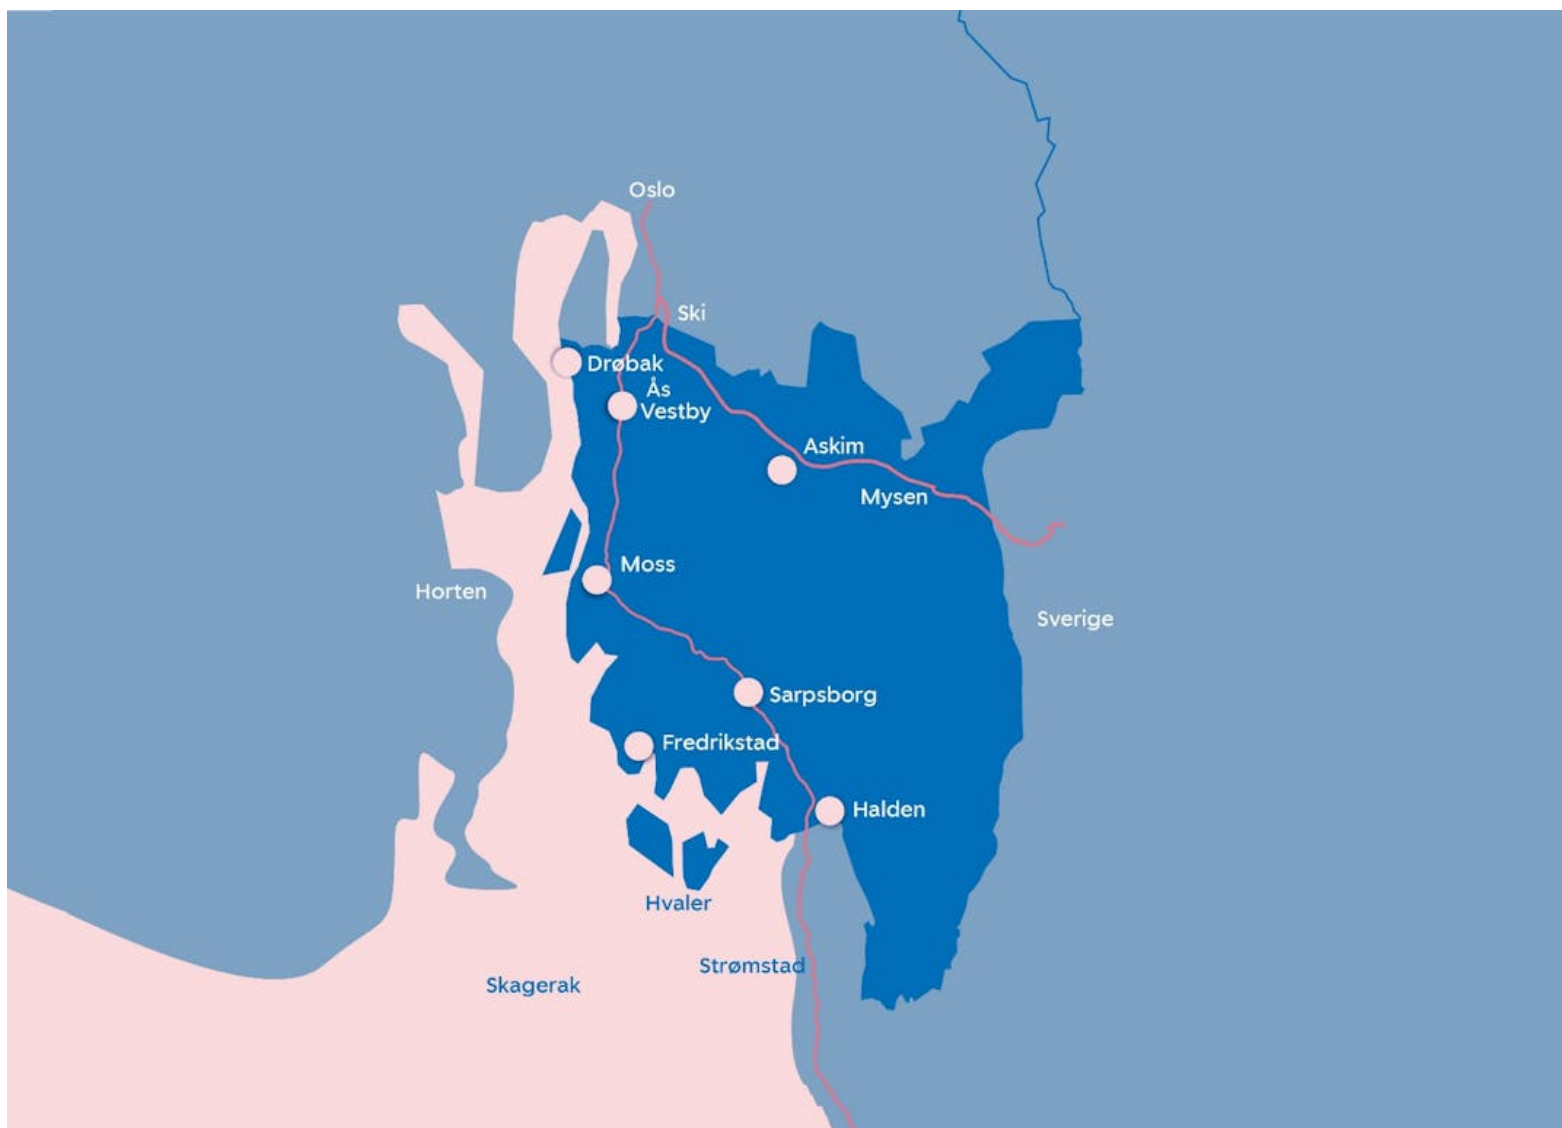 Oslo
Ski
Drøbak
Ås
Vestby
Askim
Mysen
Moss
Horten
Sverige
Sarpsborg
Fredrikstad
Halden
Hvaler
Strømstad
Skagerak